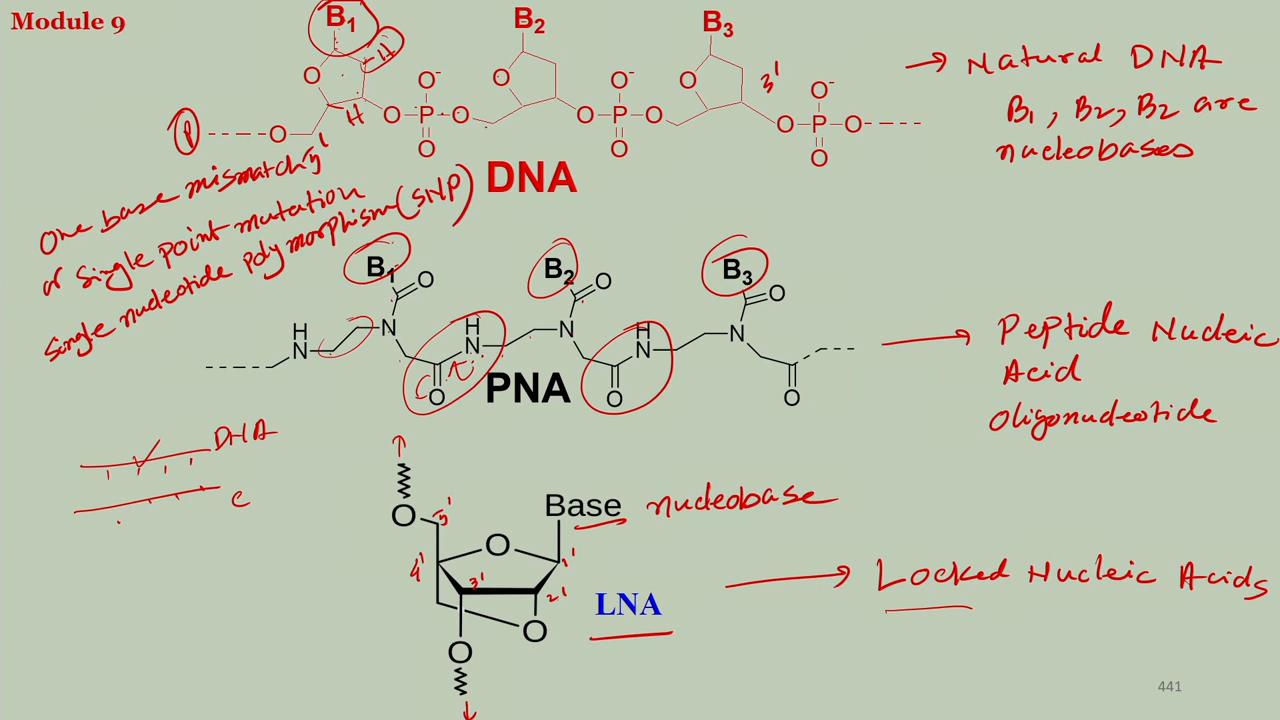 Module 9
B1
B2
B3
H
O
O-
O-
O-
3'
H
P
O
O
P
O
O
P
O
O
P
O
O
O
O
5'
DNA
→ Natural DNA
B1, B2, B2 are
nucleobases
One base mismatch
or Single point mutation
Single nucleotide polymorphism (SNP)
B1
B2
B3
O
O
O
H
N
N
H
N
N
H
N
N
O
O
O
PNA
→ Peptide Nucleic
Acid
Oligonucleotide
DNA
C
O
5'
Base
nucleobase
O
4'
1'
3'
2'
O
O
LNA
→ Locked Nucleic Acids
441